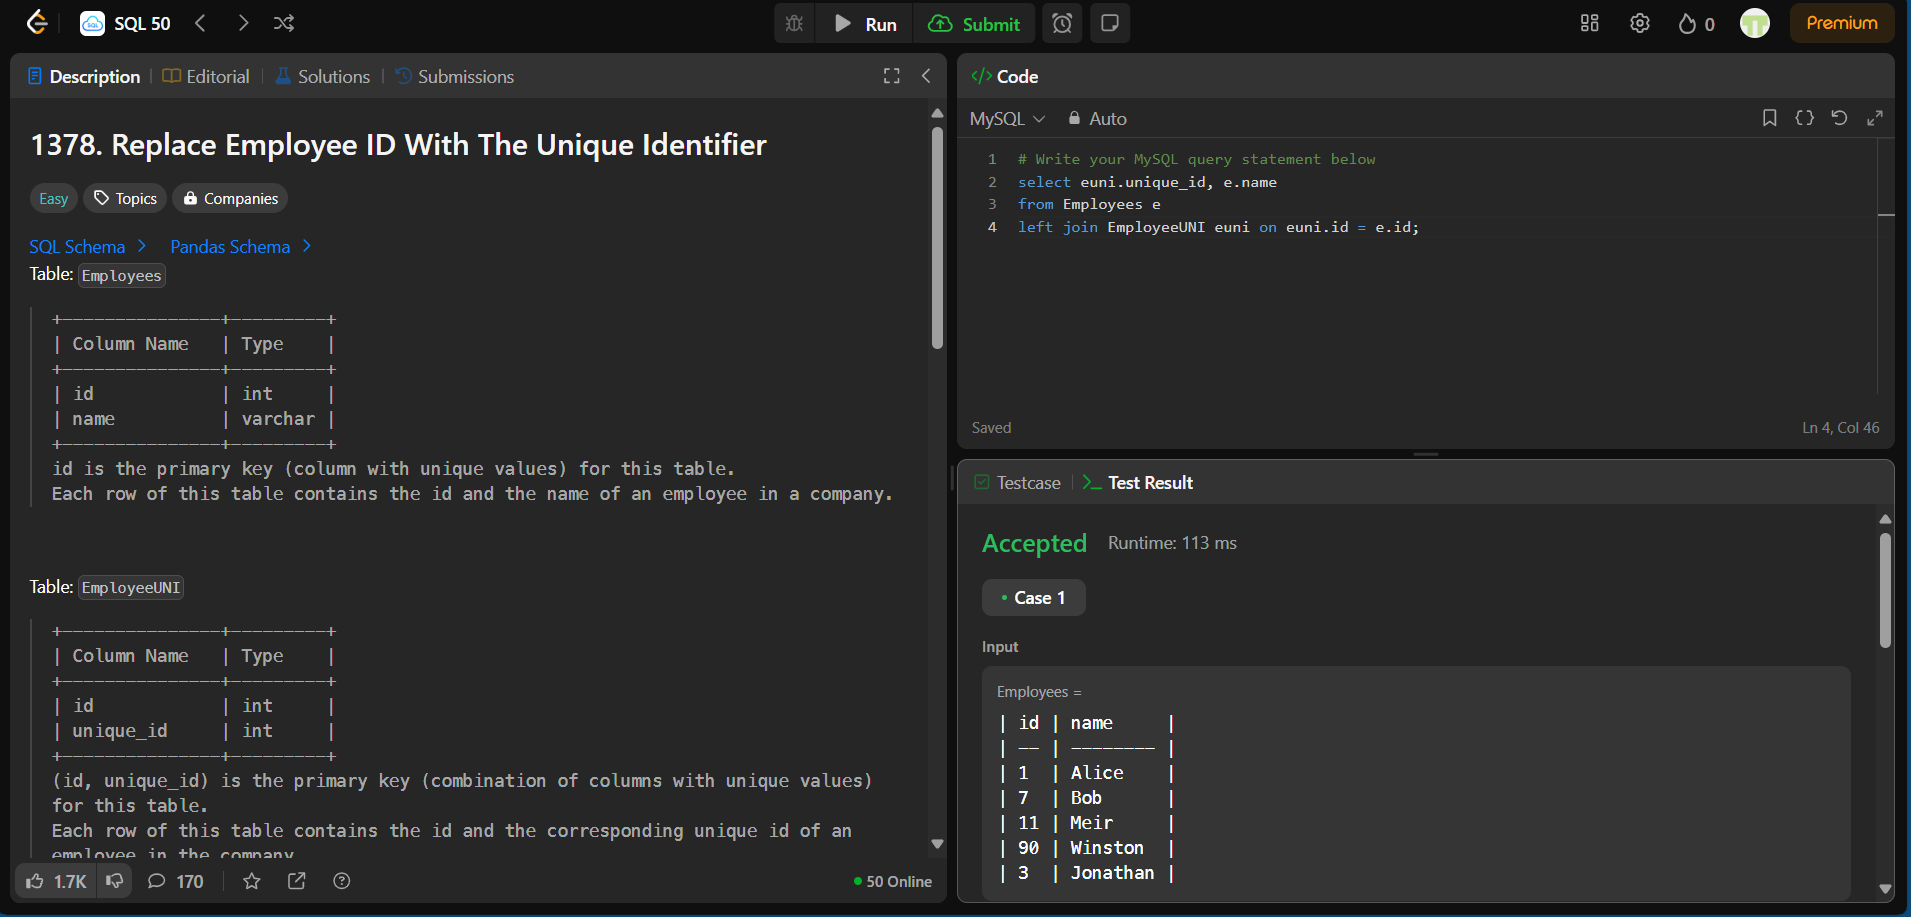 SQL 50
Run
Submit
0
Premium
Description
Editorial
Solutions
Submissions
1378. Replace Employee ID With The Unique Identifier
Easy
Topics
Companies
SQL Schema
Pandas Schema
Table: Employees
+---------------+---------+
| Column Name   | Type    |
+---------------+---------+
| id            | int     |
| name          | varchar |
+---------------+---------+
id is the primary key (column with unique values) for this table.
Each row of this table contains the id and the name of an employee in a company.
Table: EmployeeUNI
+---------------+---------+
| Column Name   | Type    |
+---------------+---------+
| id            | int     |
| unique_id     | int     |
+---------------+---------+
(id, unique_id) is the primary key (combination of columns with unique values)
for this table.
Each row of this table contains the id and the corresponding unique id of an
employee in the company
1.7K
170
50 Online
</> Code
MySQL
Auto
1 # Write your MySQL query statement below
2 select euni.unique_id, e.name
3 from Employees e
4 left join EmployeeUNI euni on euni.id = e.id;
Saved
Ln 4, Col 46
Testcase
Test Result
Accepted
Runtime: 113 ms
Case 1
Input
Employees =
| id | name     |
| -- | -------- |
| 1  | Alice    |
| 7  | Bob      |
| 11 | Meir     |
| 90 | Winston  |
| 3  | Jonathan |